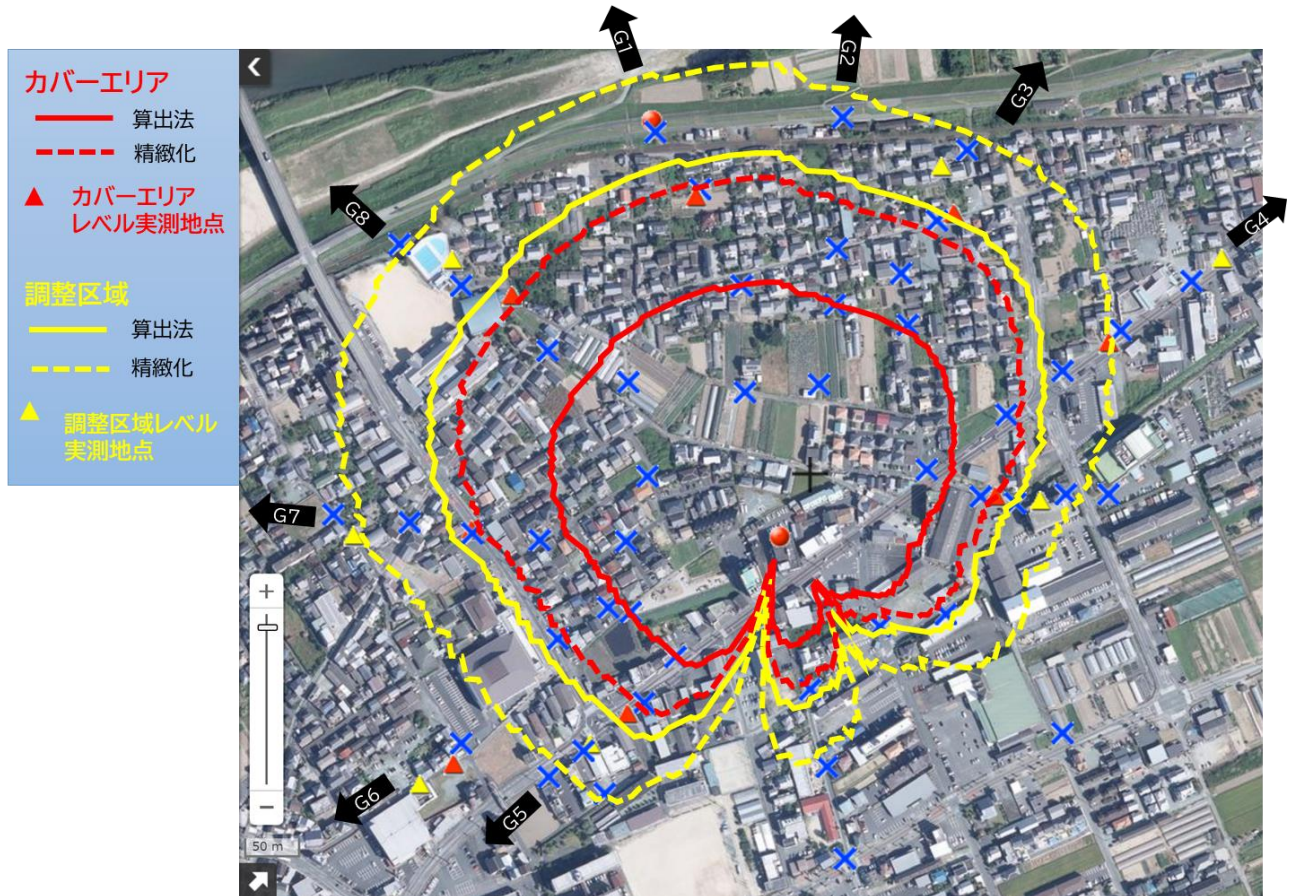 カバーエリア
算出法
精緻化
カバーエリア
レベル実測地点
調整区域
算出法
精緻化
調整区域レベル
実測地点
G1
G2
G3
G4
G8
G7
G6
G5
+
−
50 m